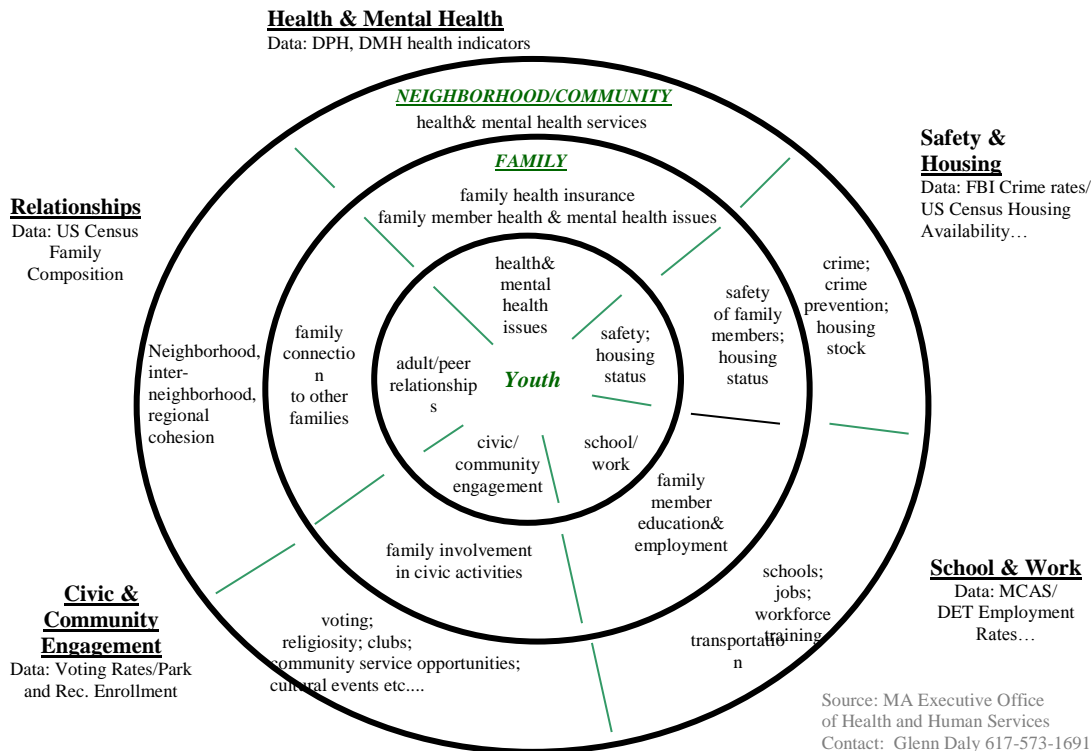 Health & Mental Health
Data: DPH, DMH health indicators
NEIGHBORHOOD/COMMUNITY
health& mental health services
FAMILY
family health insurance
family member health & mental health issues
Safety &
Housing
Data: FBI Crime rates/
US Census Housing
Availability…
Relationships
Data: US Census
Family
Composition
health&
mental
health
issues
crime;
crime
prevention;
housing
stock
safety
of family
members;
housing
status
safety;
housing
status
Youth
adult/peer
relationship
s
family
connectio
n
to other
families
Neighborhood,
inter-
neighborhood,
regional
cohesion
civic/
community
engagement
school/
work
family
member
education&
employment
family involvement
in civic activities
schools;
jobs;
workforce
training
transportatio
n
School & Work
Data: MCAS/
DET Employment
Rates…
Civic &
Community
Engagement
Data: Voting Rates/Park
and Rec. Enrollment
voting;
religiosity; clubs;
community service opportunities;
cultural events etc....
Source: MA Executive Office
of Health and Human Services
Contact: Glenn Daly 617-573-1691